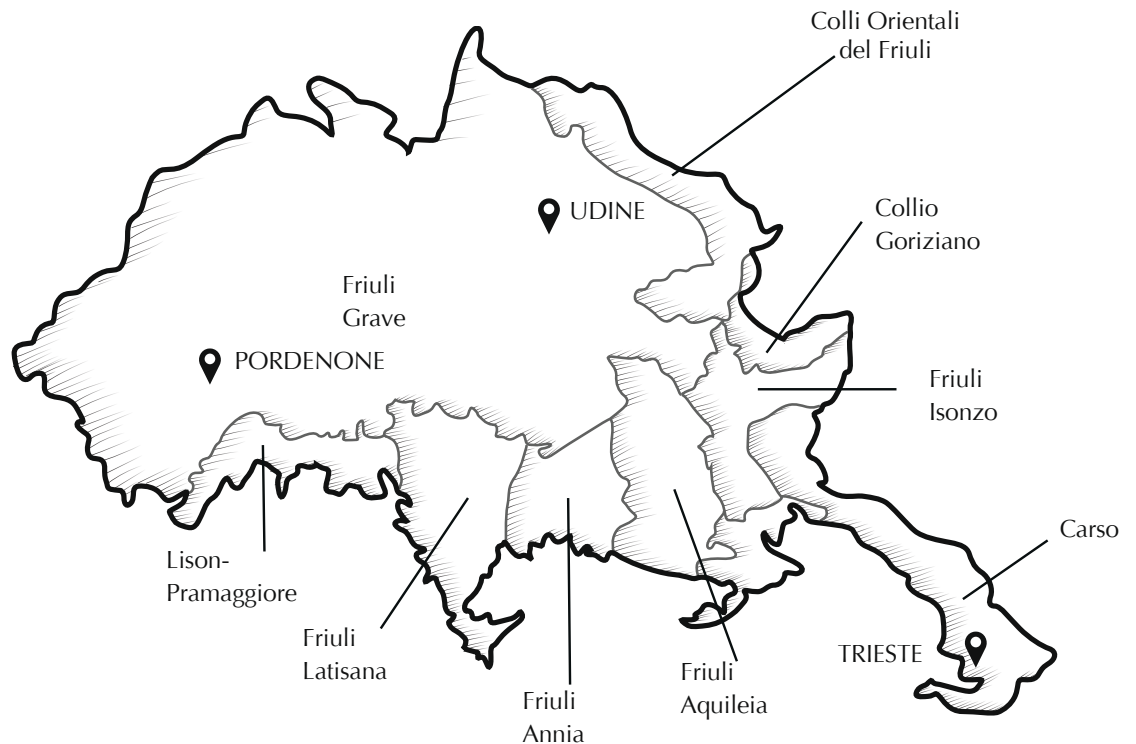 Colli Orientali
del Friuli
UDINE
Collio
Goriziano
Friuli
Grave
PORDENONE
Friuli
Isonzo
Carso
Lison-
Pramaggiore
Friuli
Latisana
TRIESTE
Friuli
Aquileia
Friuli
Annia